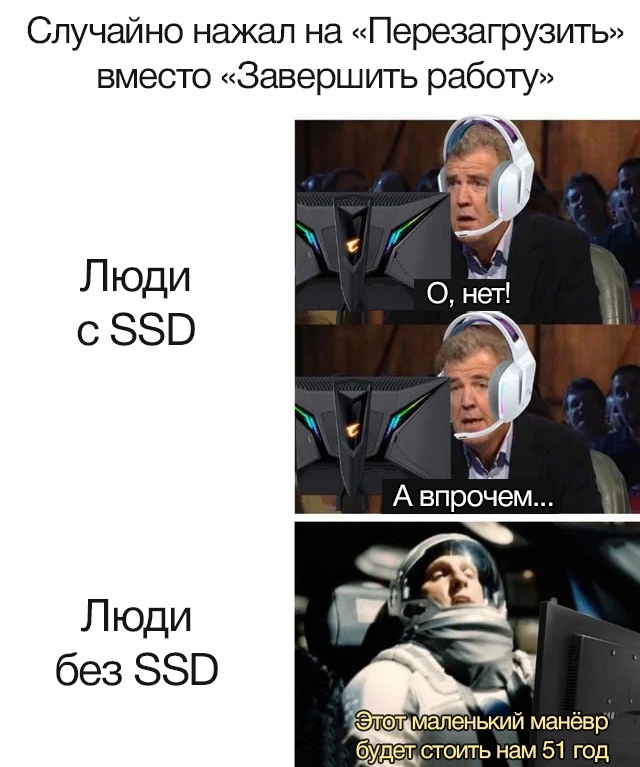 Случайно нажал на «Перезагрузить»
вместо «Завершить работу»
Люди
с SSD
О, нет!
А впрочем...
Люди
без SSD
Этот маленький манёвр
будет стоить нам 51 год